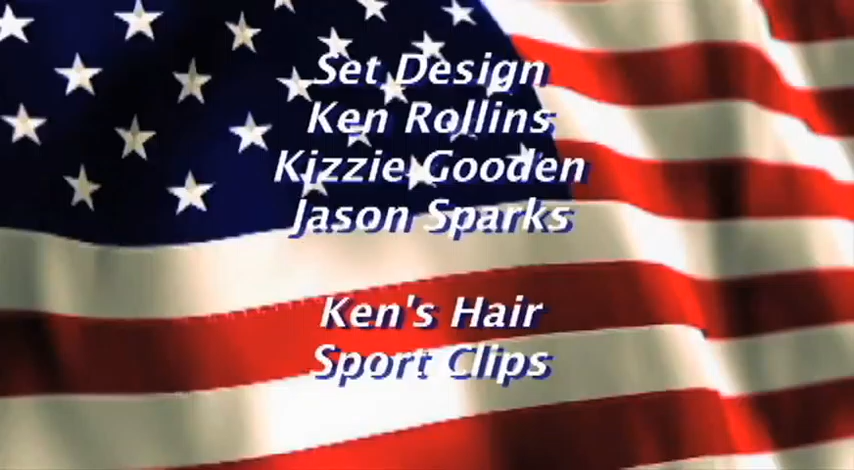 Set Design
Ken Rollins
Kizzie Gooden
Jason Sparks
Ken's Hair
Sport Clips